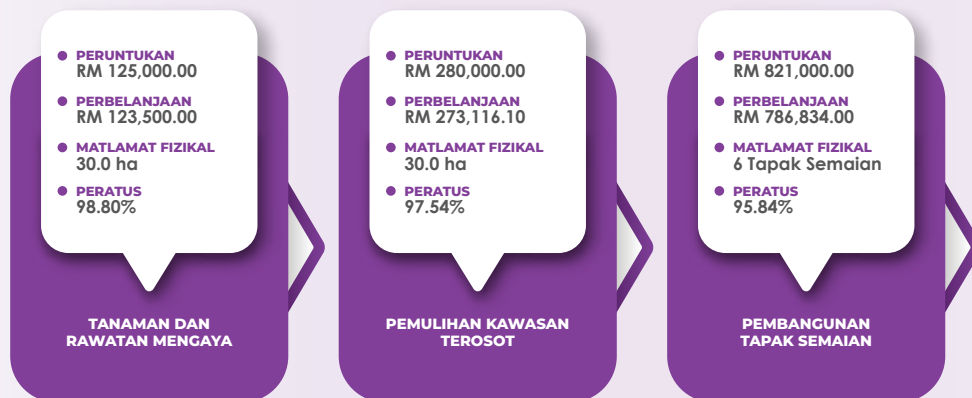 PERUNTUKAN
RM 125,000.00
PERBELANJAAN
RM 123,500.00
MATLAMAT FIZIKAL
30.0 ha
PERATUS
98.80%
TANAMAN DAN
RAWATAN MENGAYA
PERUNTUKAN
RM 280,000.00
PERBELANJAAN
RM 273,116.10
MATLAMAT FIZIKAL
30.0 ha
PERATUS
97.54%
PEMULIHAN KAWASAN
TEROSOT
PERUNTUKAN
RM 821,000.00
PERBELANJAAN
RM 786,834.00
MATLAMAT FIZIKAL
6 Tapak Semaian
PERATUS
95.84%
PEMBANGUNAN
TAPAK SEMAIAN